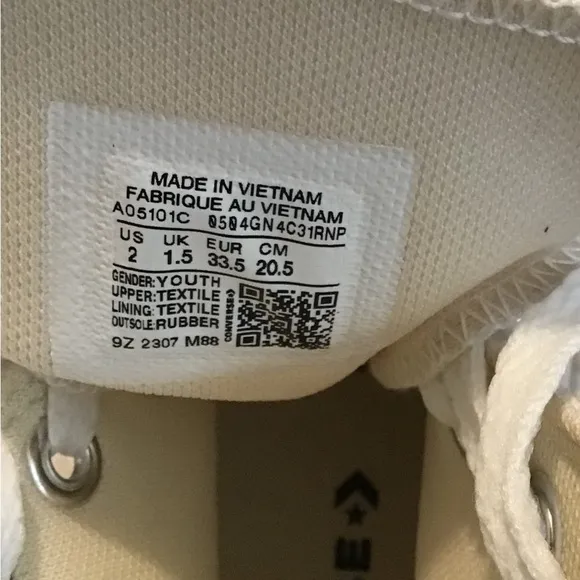 MADE IN VIETNAM
FABRIQUE AU VIETNAM
A05101C 0504GN4C31RNP
US UK EUR CM
2 1.5 33.5 20.5
GENDER:YOUTH
UPPER:TEXTILE
LINING:TEXTILE
OUTSOLE:RUBBER
CONVERSE
9Z 2307 M88